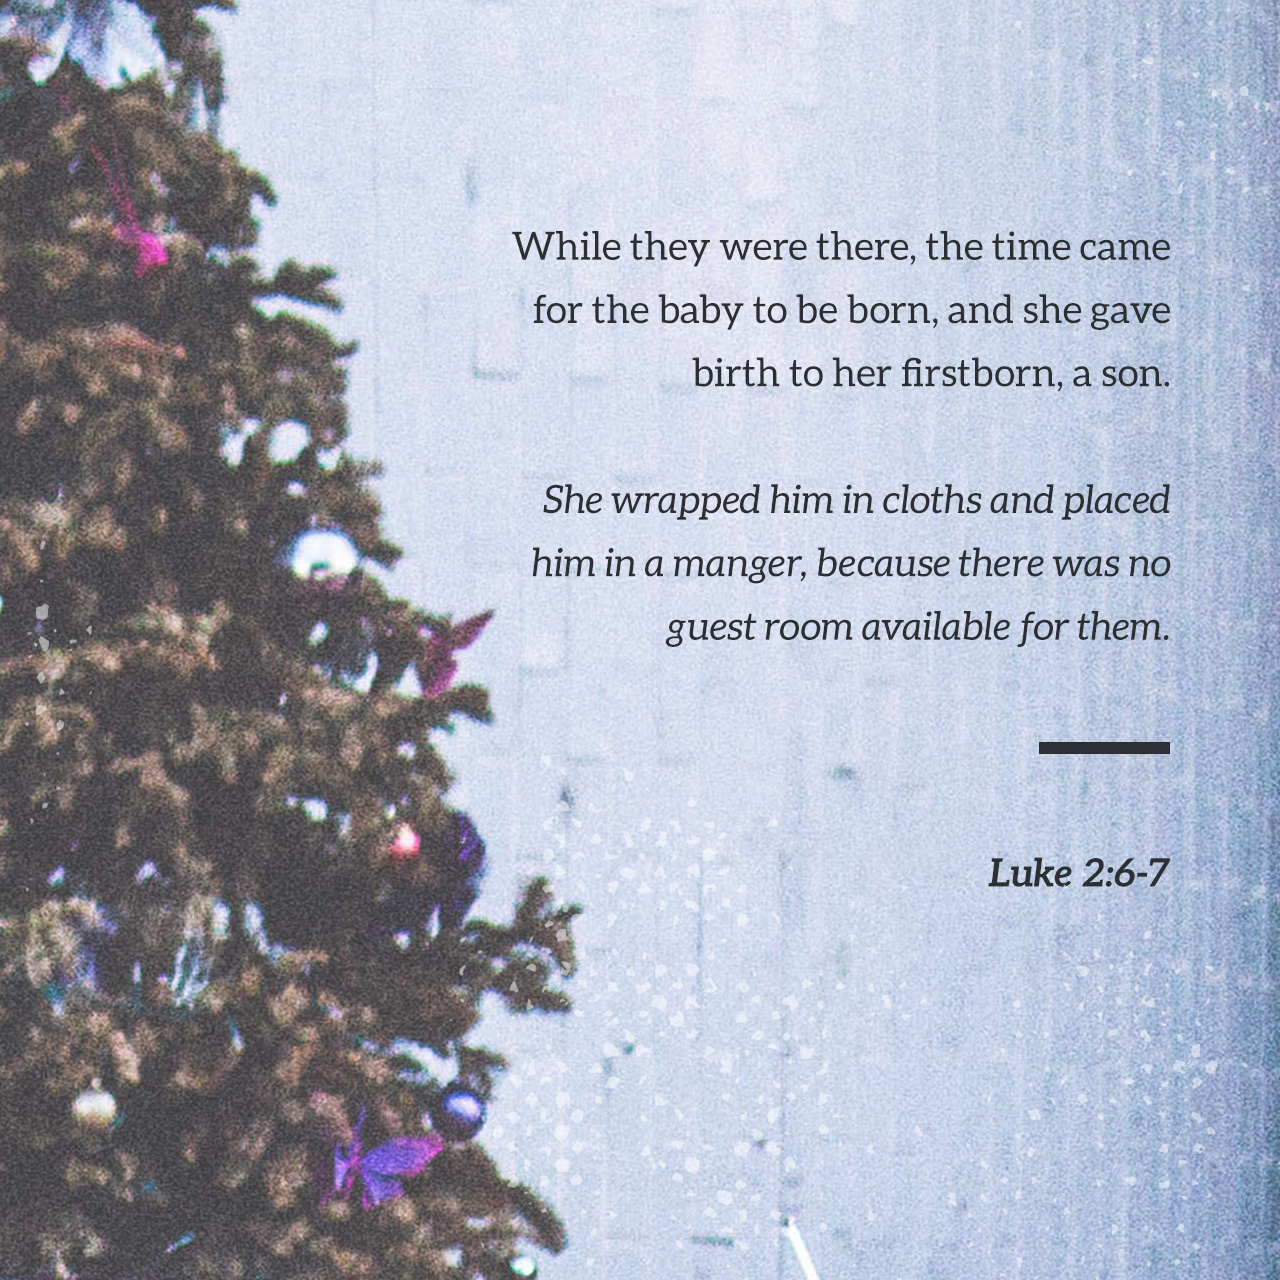 While they were there, the time came
for the baby to be born, and she gave
birth to her firstborn, a son.
She wrapped him in cloths and placed
him in a manger, because there was no
guest room available for them.
Luke 2:6-7